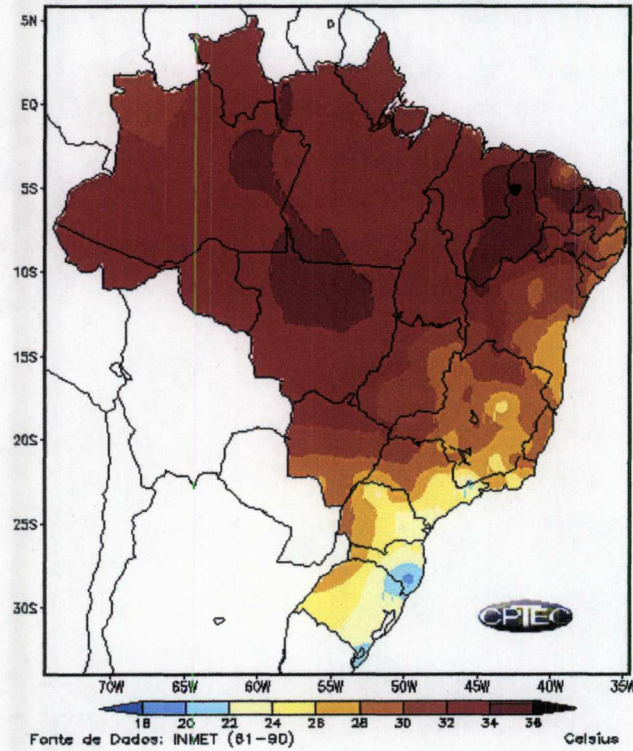 5N
EQ
5S
10S
15S
20S
25S
30S
CPTEC
70W 65W 60W 55W 50W 45W 40W 35W
18 20 22 24 26 28 30 32 34 36
Fonte de Dados: INMET (61-90) Celsius